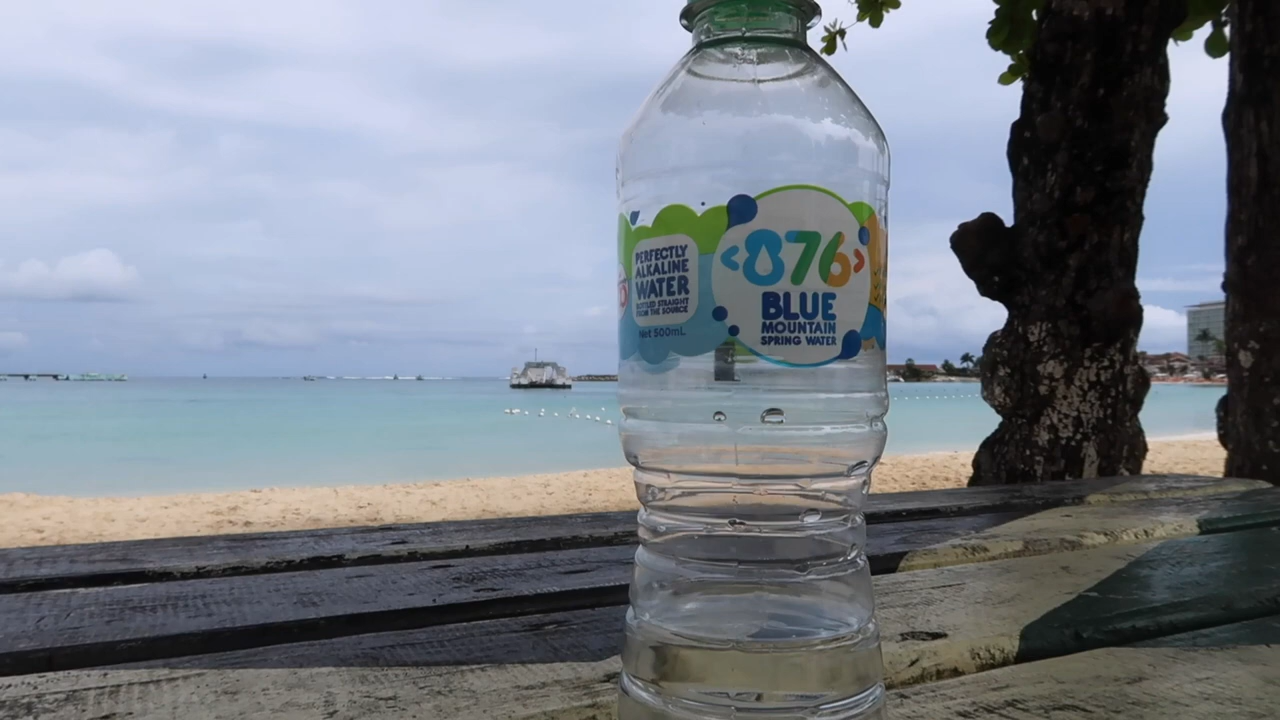 PERFECTLY
ALKALINE
WATER
BOTTLED STRAIGHT
FROM THE SOURCE
Net 500mL
<876>
BLUE
MOUNTAIN
SPRING WATER